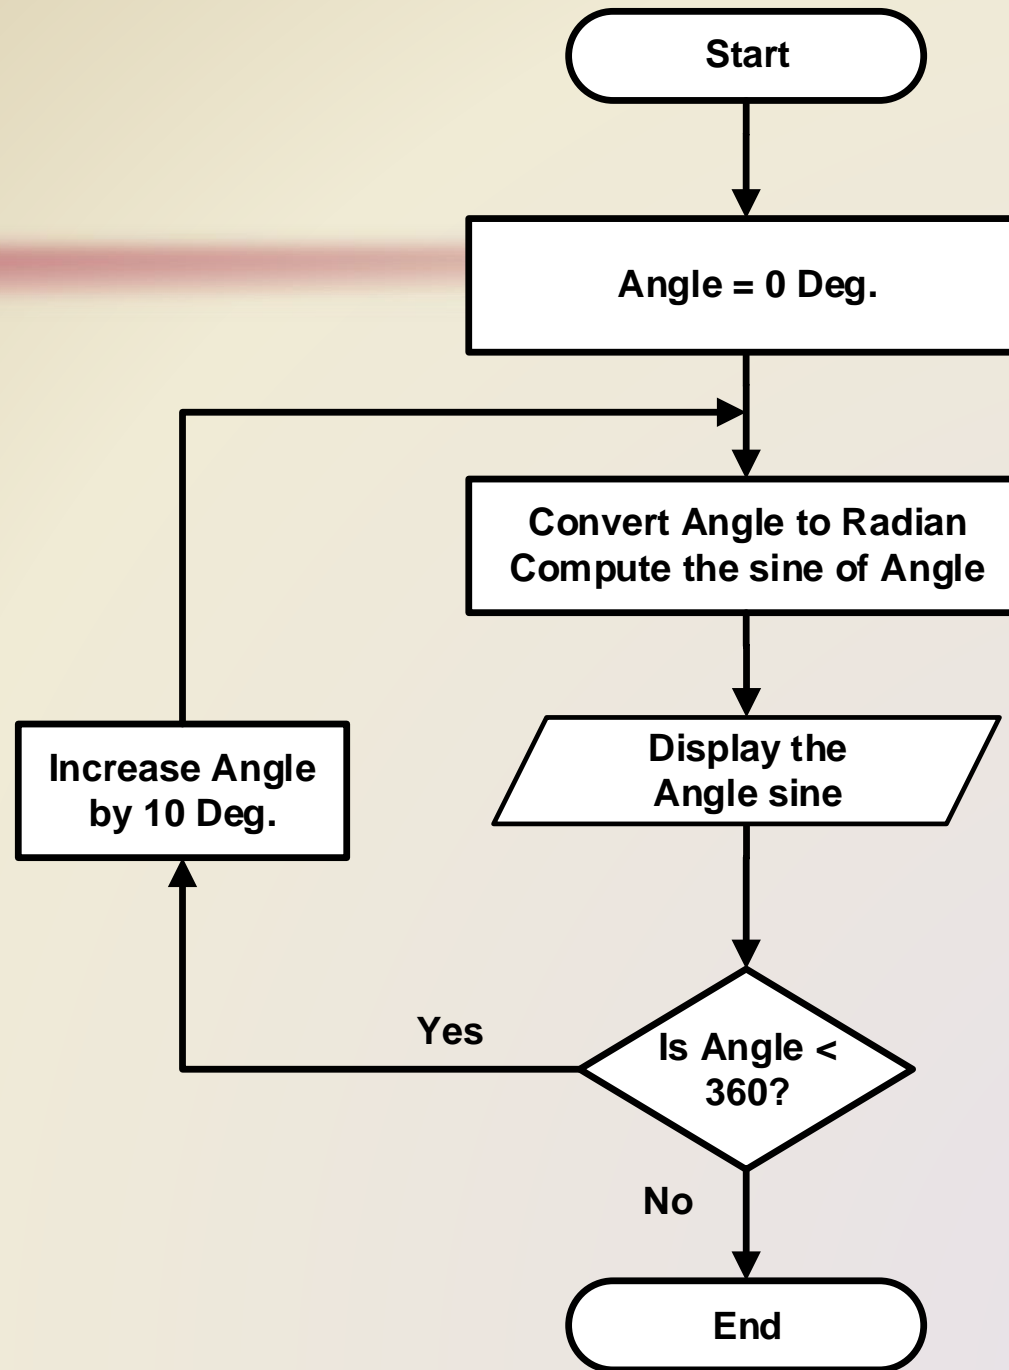 Start
Angle = 0 Deg.
Convert Angle to Radian
Compute the sine of Angle
Increase Angle
by 10 Deg.
Display the
Angle sine
Yes
Is Angle <
360?
No
End